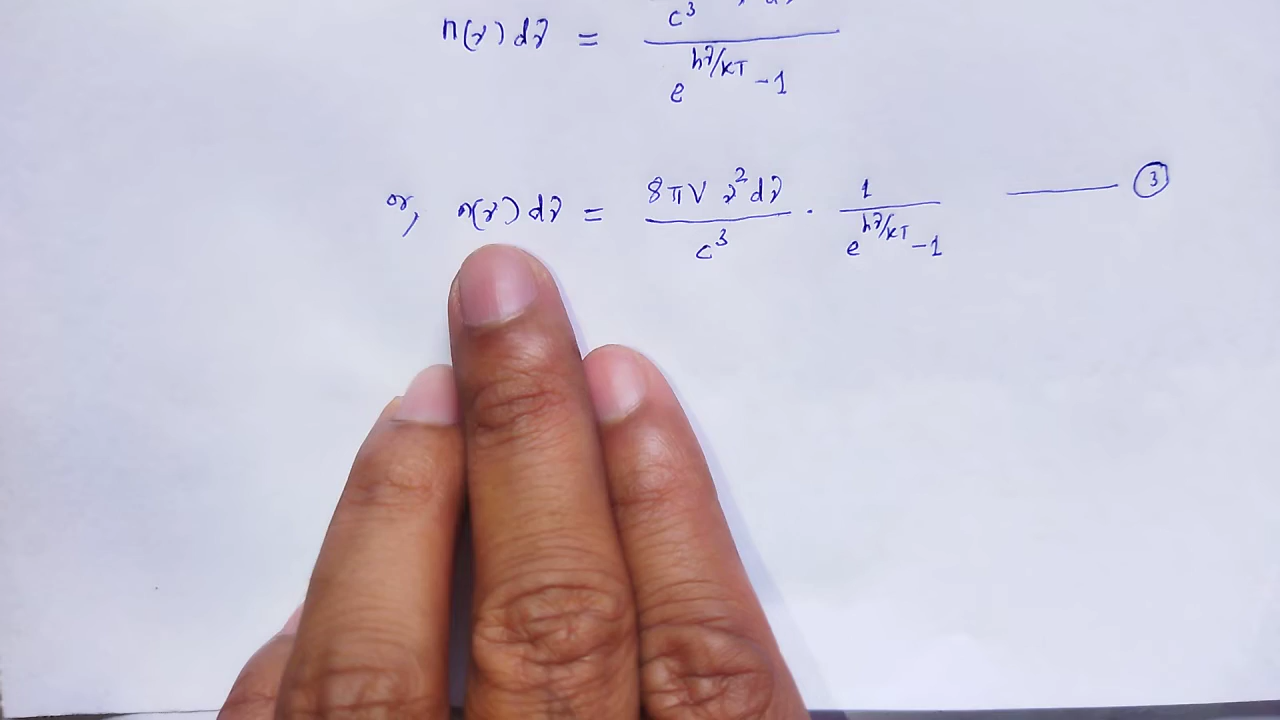 n(ν) dν = c³ / e^{hν/KT} − 1
or, n(ν) dν = 8πV ν² dν / c³ · 1 / e^{hν/KT} − 1 —— ③